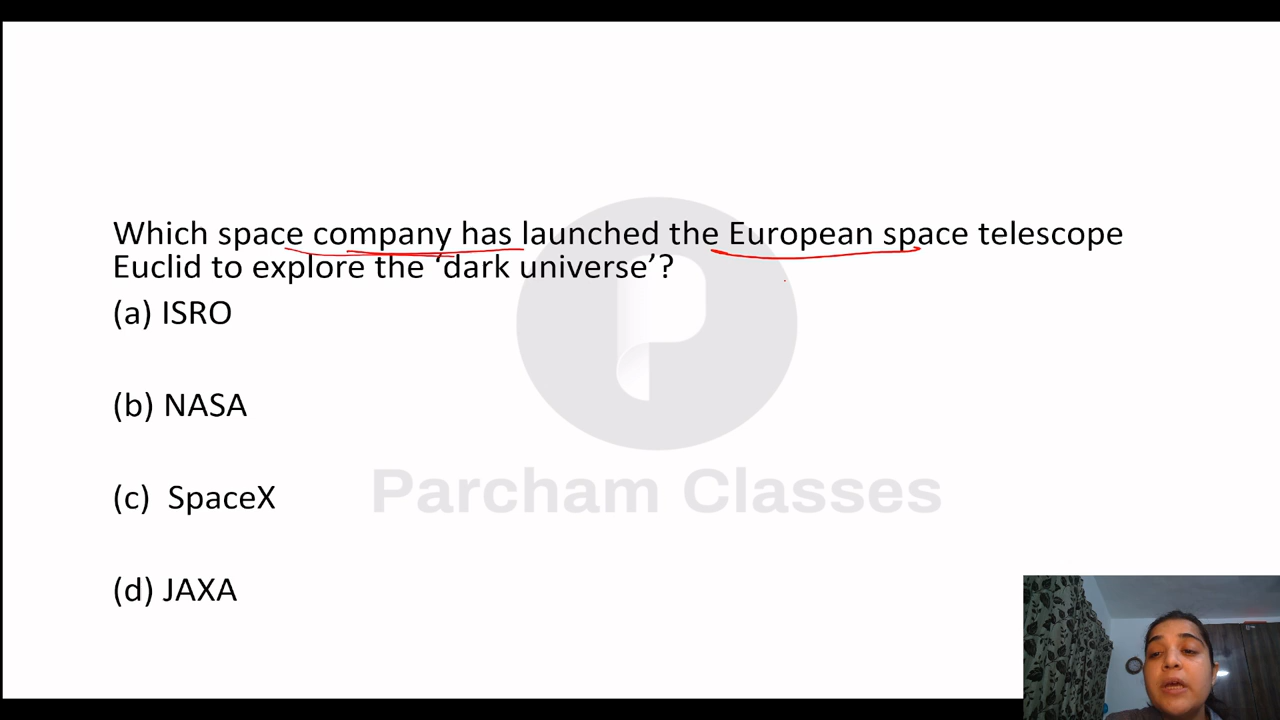 Which space company has launched the European space telescope
Euclid to explore the ‘dark universe’?
(a) ISRO
(b) NASA
(c) SpaceX
Parcham Classes
(d) JAXA